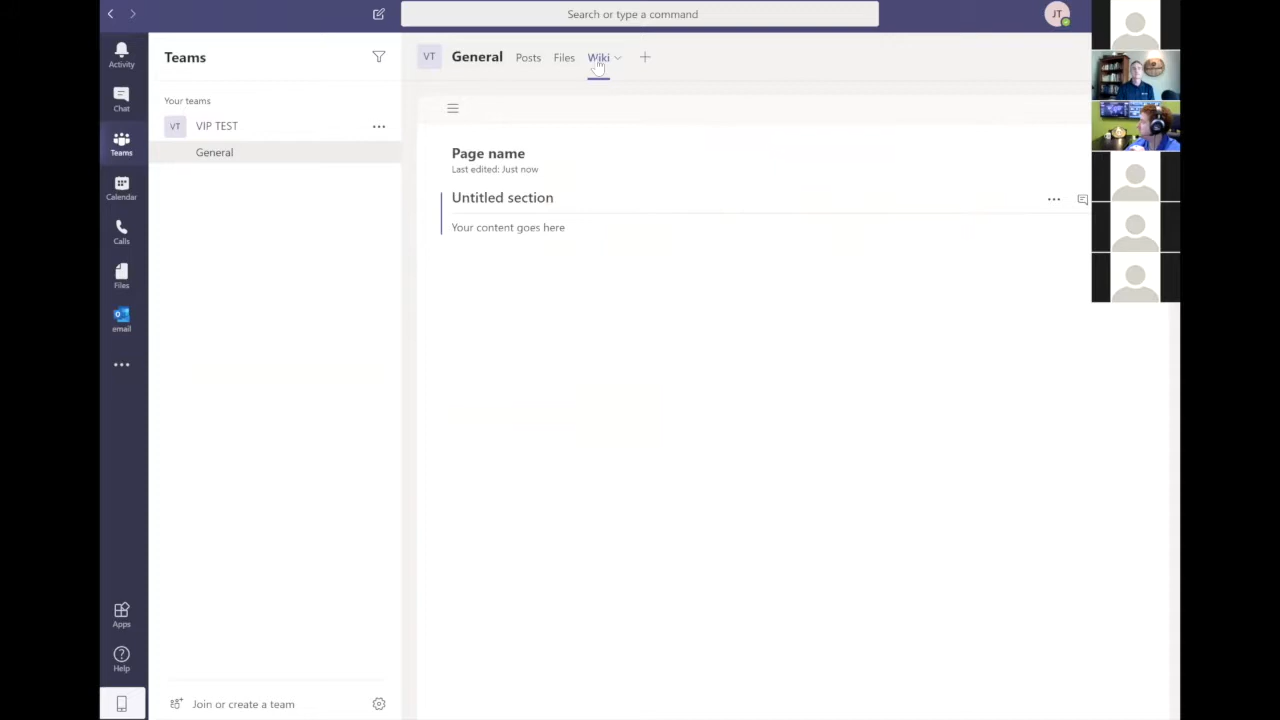 Search or type a command
JT
Activity
Chat
Teams
Calendar
Calls
Files
email
Apps
Help
Teams
Your teams
VT VIP TEST
General
Join or create a team
VT General Posts Files Wiki
Page name
Last edited: Just now
Untitled section
Your content goes here